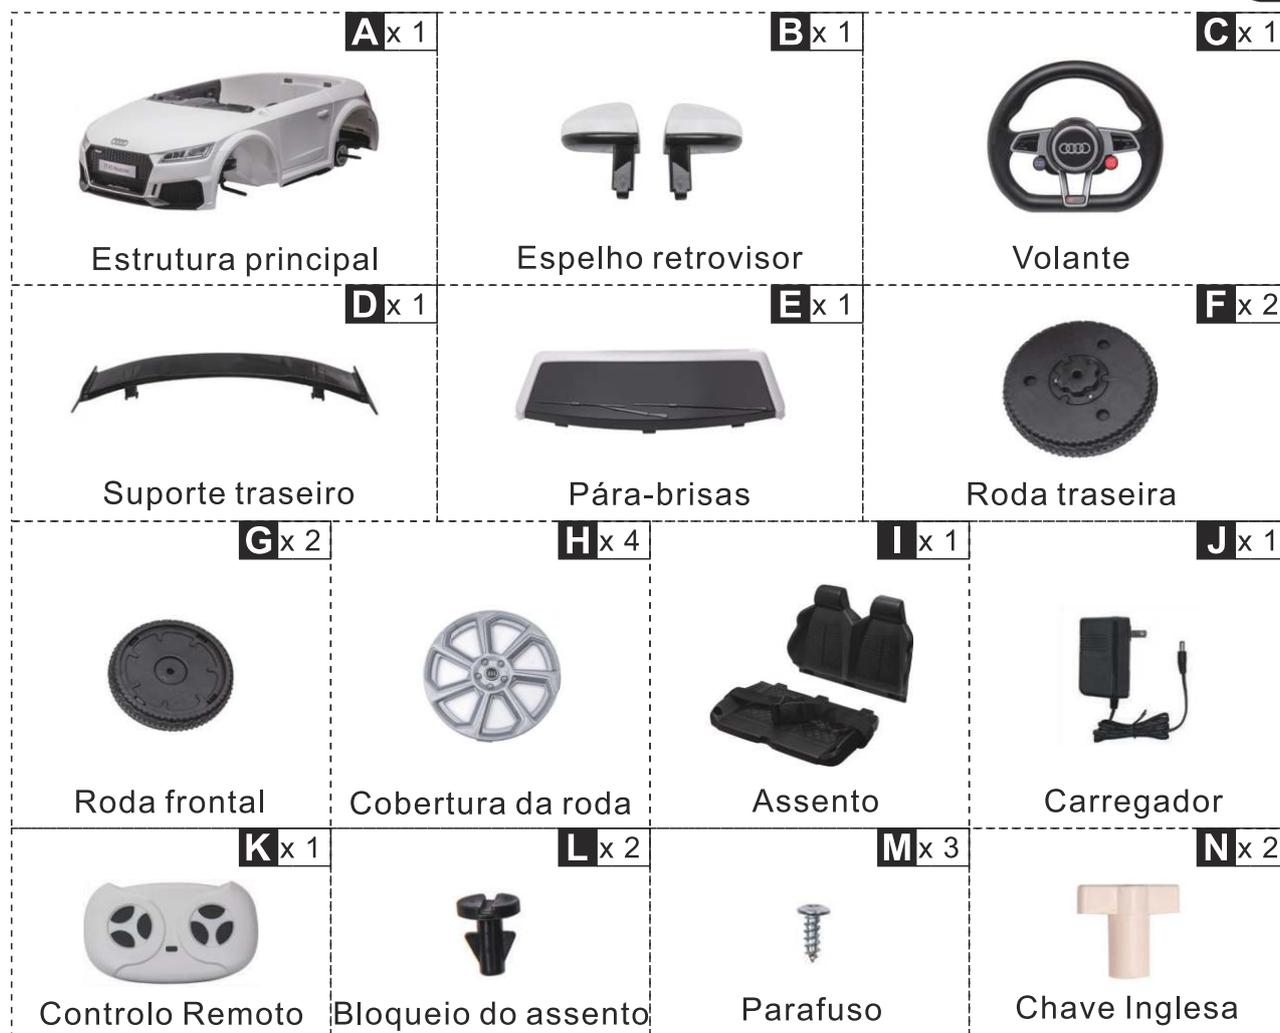 A x 1
B x 1
C x 1
Estrutura principal
Espelho retrovisor
Volante
D x 1
E x 1
F x 2
Suporte traseiro
Pára-brisas
Roda traseira
G x 2
H x 4
I x 1
J x 1
Roda frontal
Cobertura da roda
Assento
Carregador
K x 1
L x 2
M x 3
N x 2
Controlo Remoto
Bloqueio do assento
Parafuso
Chave Inglesa